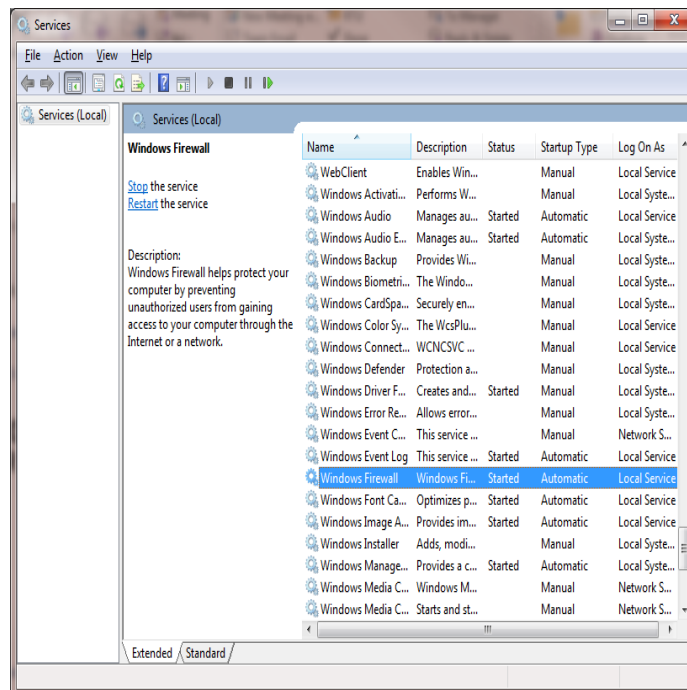 Services
File Action View Help
Services (Local)
Services (Local)
Windows Firewall
Stop the service
Restart the service
Description:
Windows Firewall helps protect your
computer by preventing
unauthorized users from gaining
access to your computer through the
Internet or a network.
Name Description Status Startup Type Log On As
WebClient Enables Win... Manual Local Service
Windows Activati... Performs W... Manual Local Syste...
Windows Audio Manages au... Started Automatic Local Service
Windows Audio E... Manages au... Started Automatic Local Syste...
Windows Backup Provides Wi... Manual Local Syste...
Windows Biometri... The Windo... Manual Local Syste...
Windows CardSpa... Securely en... Manual Local Syste...
Windows Color Sy... The WcsPlu... Manual Local Service
Windows Connect... WCNCSVC ... Manual Local Service
Windows Defender Protection a... Manual Local Syste...
Windows Driver F... Creates and... Started Manual Local Syste...
Windows Error Re... Allows error... Manual Local Syste...
Windows Event C... This service ... Manual Network S...
Windows Event Log This service ... Started Automatic Local Service
Windows Firewall Windows Fi... Started Automatic Local Service
Windows Font Ca... Optimizes p... Started Automatic Local Service
Windows Image A... Provides im... Started Automatic Local Service
Windows Installer Adds, modi... Manual Local Syste...
Windows Manage... Provides a c... Started Automatic Local Syste...
Windows Media C... Windows M... Manual Network S...
Windows Media C... Starts and st... Manual Network S...
Extended Standard